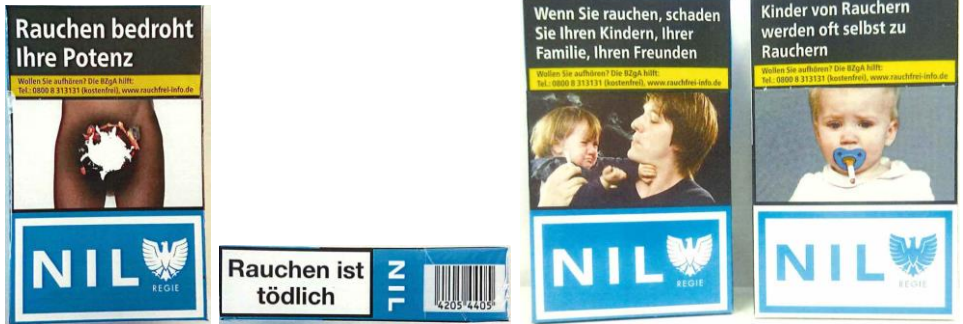 Rauchen bedroht
Ihre Potenz
Wollen Sie aufhören? Die BZgA hilft:
Tel.: 0800 8 313131 (kostenfrei), www.rauchfrei-info.de
NIL
REGIE
Rauchen ist
tödlich
NIL
4205 4405
Wenn Sie rauchen, schaden
Sie Ihren Kindern, Ihrer
Familie, Ihren Freunden
Wollen Sie aufhören? Die BZgA hilft:
Tel.: 0800 8 313131 (kostenfrei), www.rauchfrei-info.de
NIL
REGIE
Kinder von Rauchern
werden oft selbst zu
Rauchern
Wollen Sie aufhören? Die BZgA hilft:
Tel.: 0800 8 313131 (kostenfrei), www.rauchfrei-info.de
NIL
REGIE